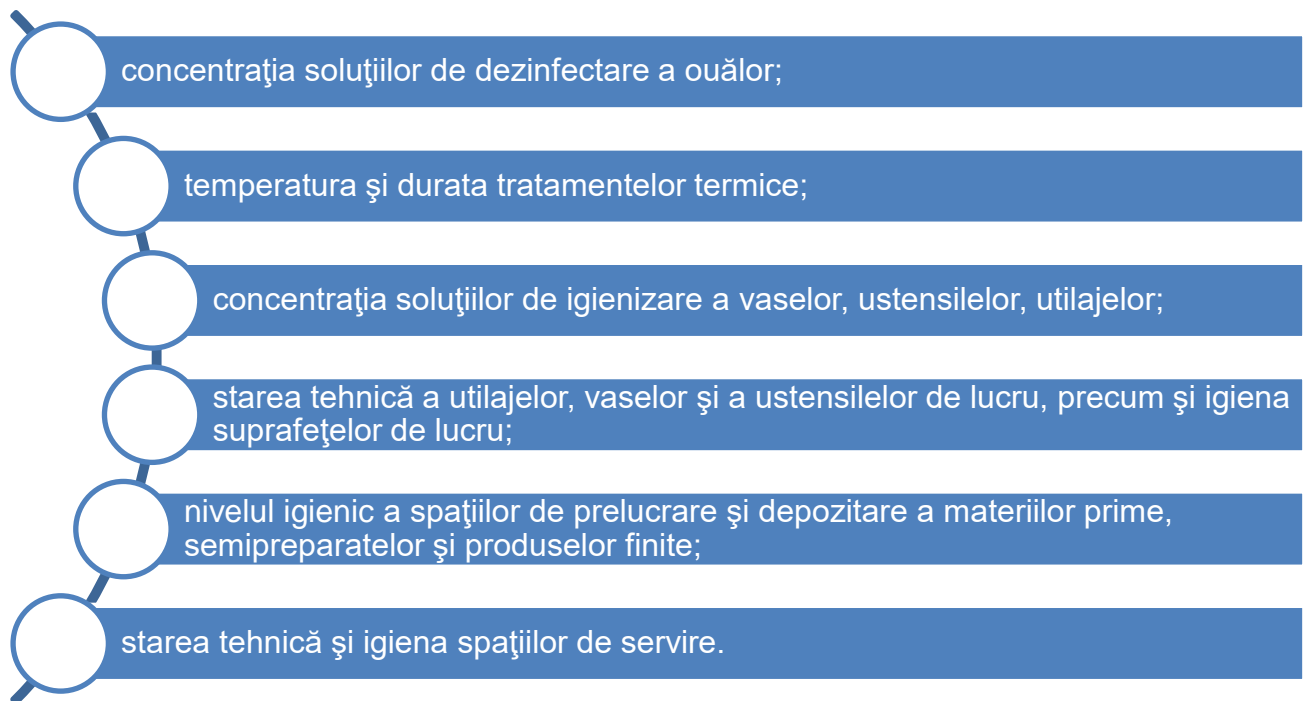 concentraţia soluţiilor de dezinfectare a ouălor;
temperatura şi durata tratamentelor termice;
concentraţia soluţiilor de igienizare a vaselor, ustensilelor, utilajelor;
starea tehnică a utilajelor, vaselor şi a ustensilelor de lucru, precum şi igiena
suprafeţelor de lucru;
nivelul igienic a spaţiilor de prelucrare şi depozitare a materiilor prime,
semipreparatelor şi produselor finite;
starea tehnică şi igiena spaţiilor de servire.